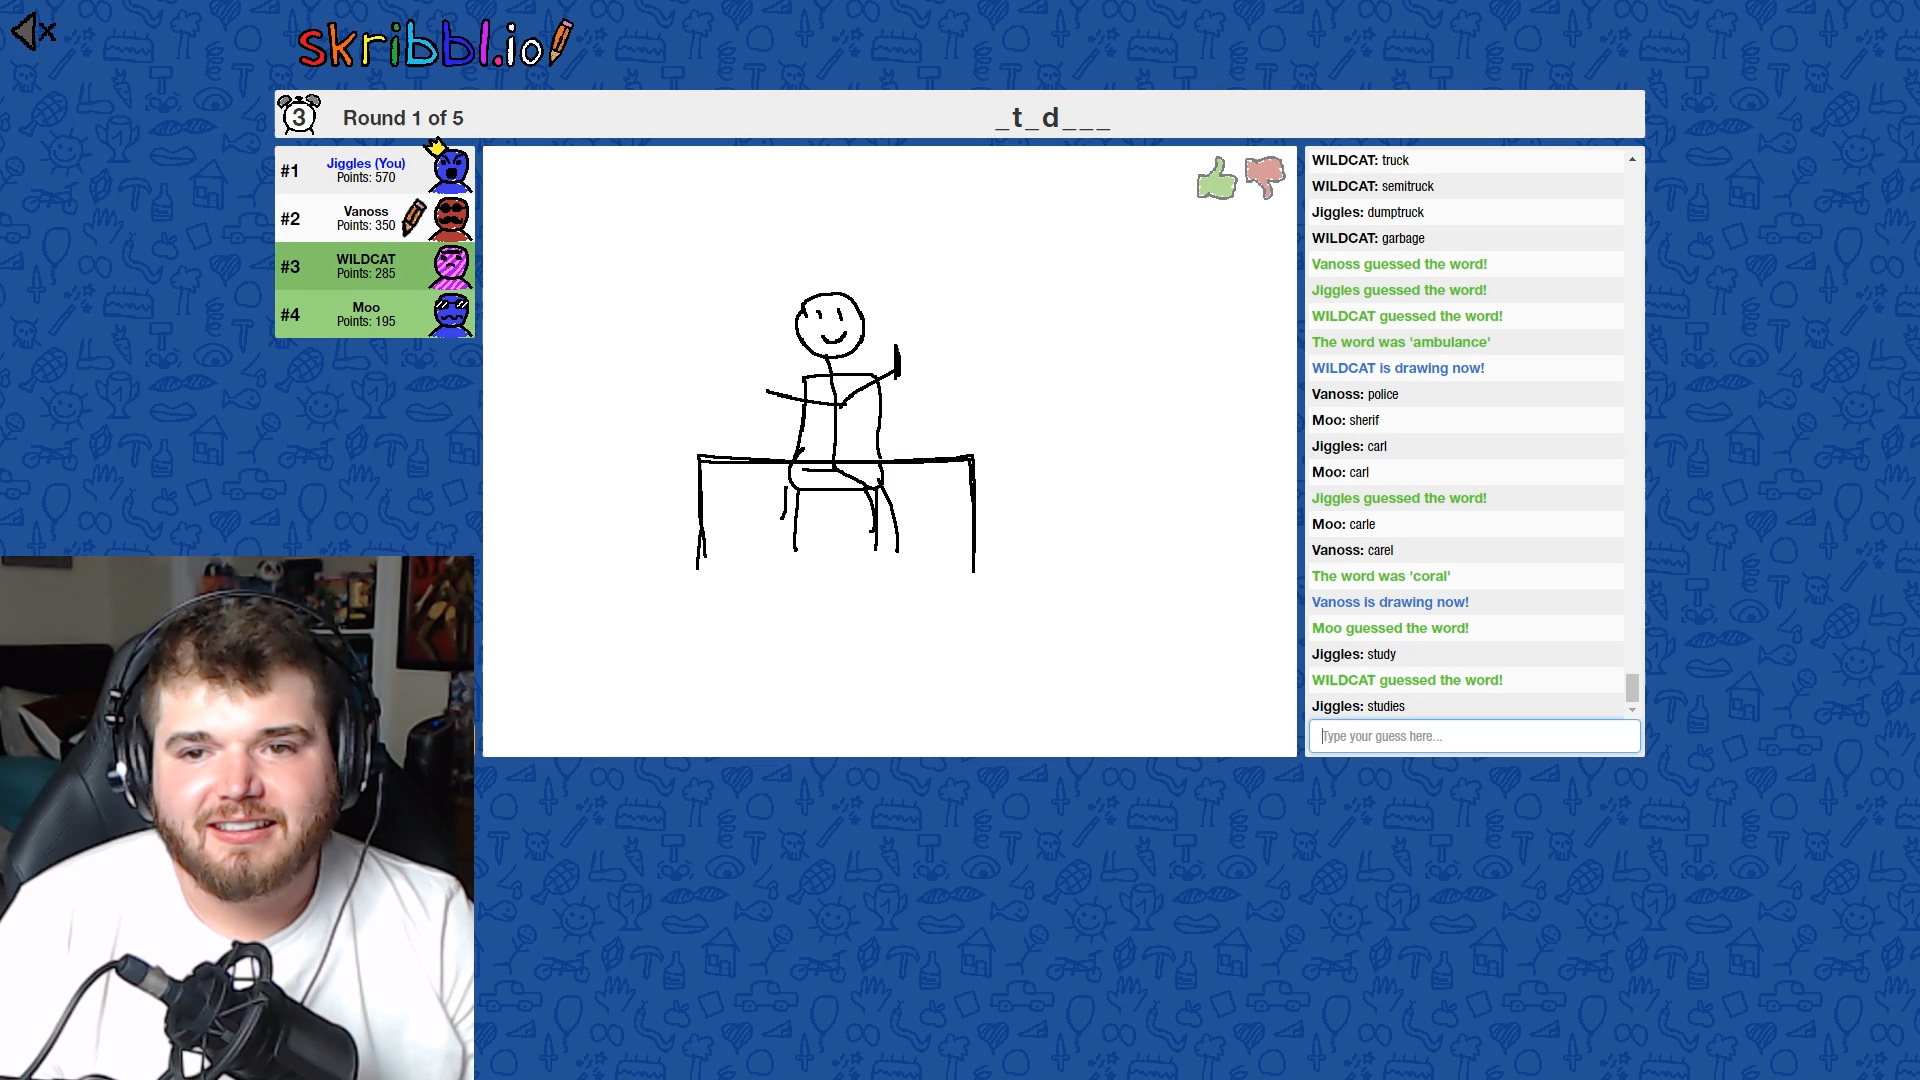 skribbl.io
3
Round 1 of 5
_t_d___
#1
Jiggles (You)
Points: 570
#2
Vanoss
Points: 350
#3
WILDCAT
Points: 285
#4
Moo
Points: 195
WILDCAT: truck
WILDCAT: semitruck
Jiggles: dumptruck
WILDCAT: garbage
Vanoss guessed the word!
Jiggles guessed the word!
WILDCAT guessed the word!
The word was 'ambulance'
WILDCAT is drawing now!
Vanoss: police
Moo: sherif
Jiggles: carl
Moo: carl
Jiggles guessed the word!
Moo: carle
Vanoss: carel
The word was 'coral'
Vanoss is drawing now!
Moo guessed the word!
Jiggles: study
WILDCAT guessed the word!
Jiggles: studies
Type your guess here...